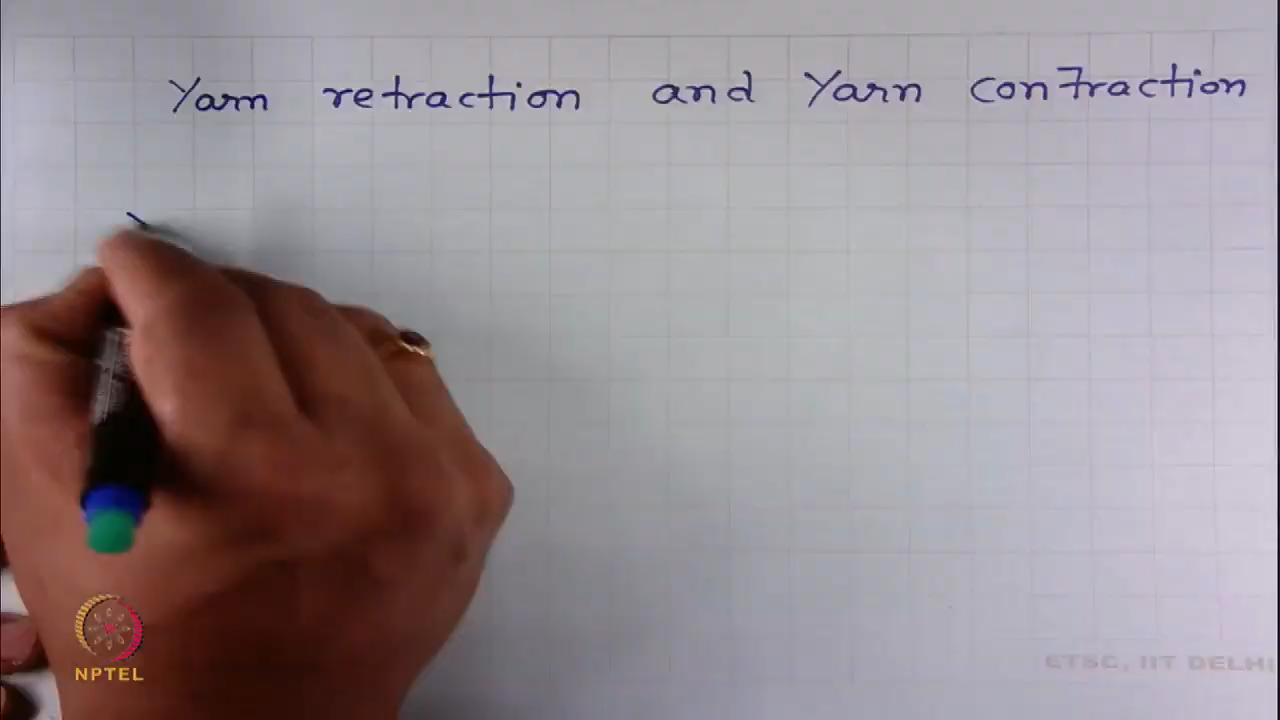 Yarn retraction and Yarn contraction
NPTEL
ETSC, IIT DELHI